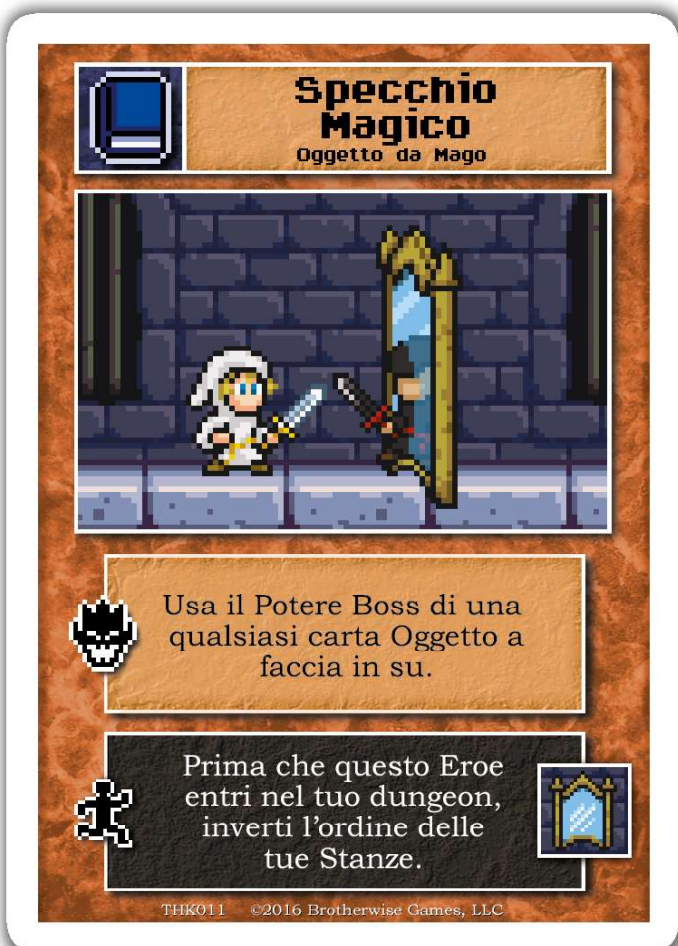 Specchio
Magico
Oggetto da Mago
Usa il Potere Boss di una
qualsiasi carta Oggetto a
faccia in su.
Prima che questo Eroe
entri nel tuo dungeon,
inverti l'ordine delle
tue Stanze.
THK011 ©2016 Brotherwise Games, LLC